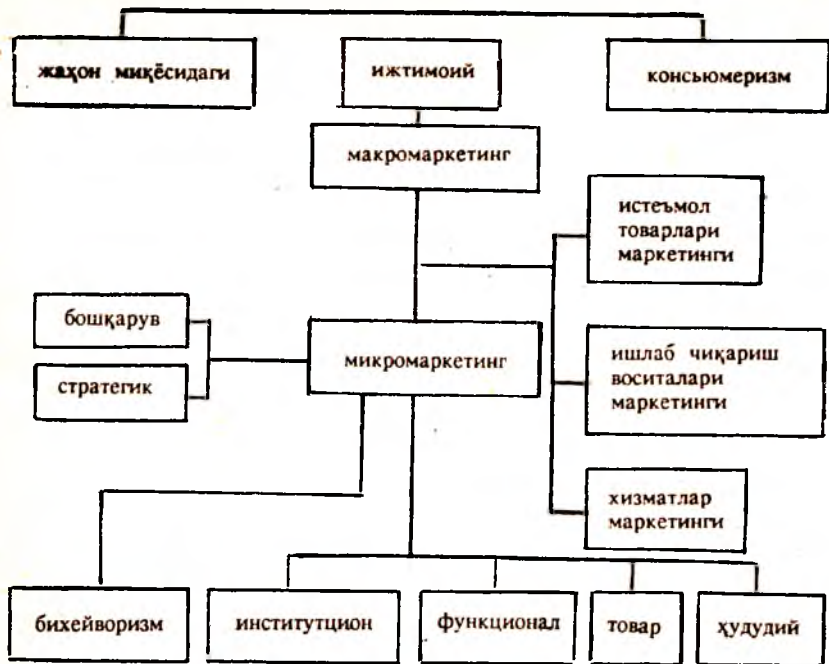 жаҳон миқёсидаги
ижтимоий
консьюмеризм
макромаркетинг
истеъмол
товарлари
маркетинги
бошқарув
стратегик
микромаркетинг
ишлаб чиқариш
воситалари
маркетинги
хизматлар
маркетинги
бихейворизм
институтцион
функционал
товар
ҳудудий